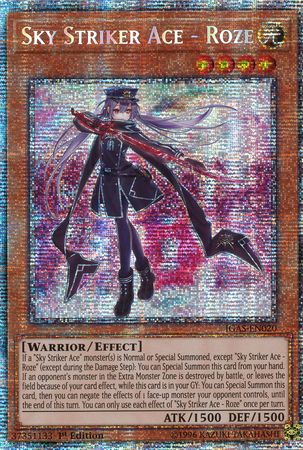 SKY STRIKER ACE - ROZE
IGAS-EN020
[WARRIOR/EFFECT]
If a "Sky Striker Ace" monster(s) is Normal or Special Summoned, except "Sky Striker Ace -
Roze" (except during the Damage Step): You can Special Summon this card from your hand.
If an opponent's monster in the Extra Monster Zone is destroyed by battle, or leaves the
field because of your card effect, while this card is in your GY: You can Special Summon this
card, then you can negate the effects of 1 face-up monster your opponent controls, until
the end of this turn. You can only use each effect of "Sky Striker Ace - Roze" once per turn.
ATK/1500 DEF/1500
37351133 1st Edition ©1996 KAZUKI TAKAHASHI